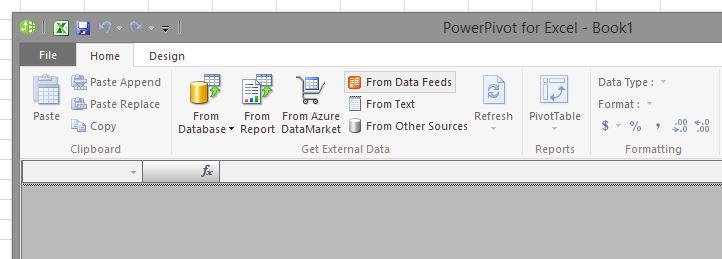 PowerPivot for Excel - Book1
File Home Design
Paste
Paste Append
Paste Replace
Copy
Clipboard
From Database
From Report
From Azure DataMarket
From Data Feeds
From Text
From Other Sources
Refresh
Get External Data
PivotTable
Reports
Data Type :
Format :
$ % , .00 →.0 .00 →.0
Formatting
fx